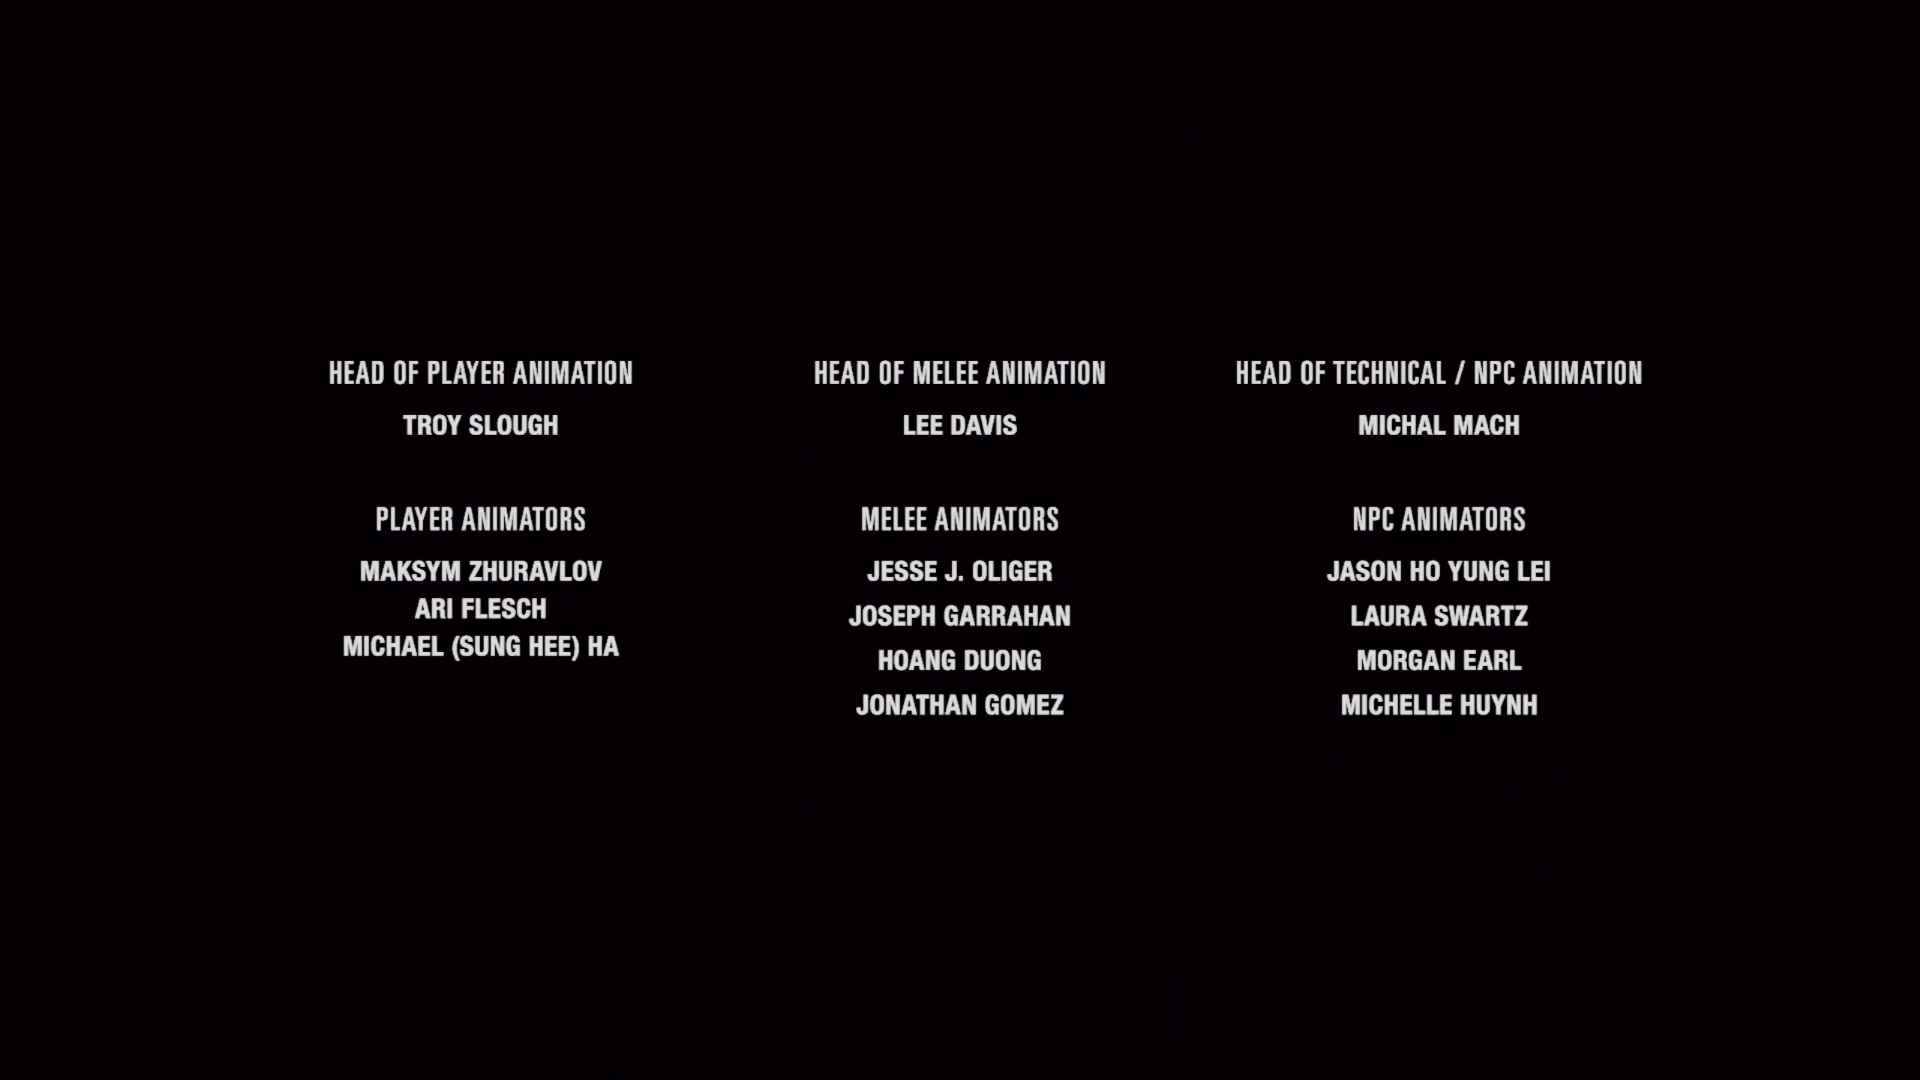 HEAD OF PLAYER ANIMATION
TROY SLOUGH
PLAYER ANIMATORS
MAKSYM ZHURAVLOV
ARI FLESCH
MICHAEL (SUNG HEE) HA
HEAD OF MELEE ANIMATION
LEE DAVIS
MELEE ANIMATORS
JESSE J. OLIGER
JOSEPH GARRAHAN
HOANG DUONG
JONATHAN GOMEZ
HEAD OF TECHNICAL / NPC ANIMATION
MICHAL MACH
NPC ANIMATORS
JASON HO YUNG LEI
LAURA SWARTZ
MORGAN EARL
MICHELLE HUYNH